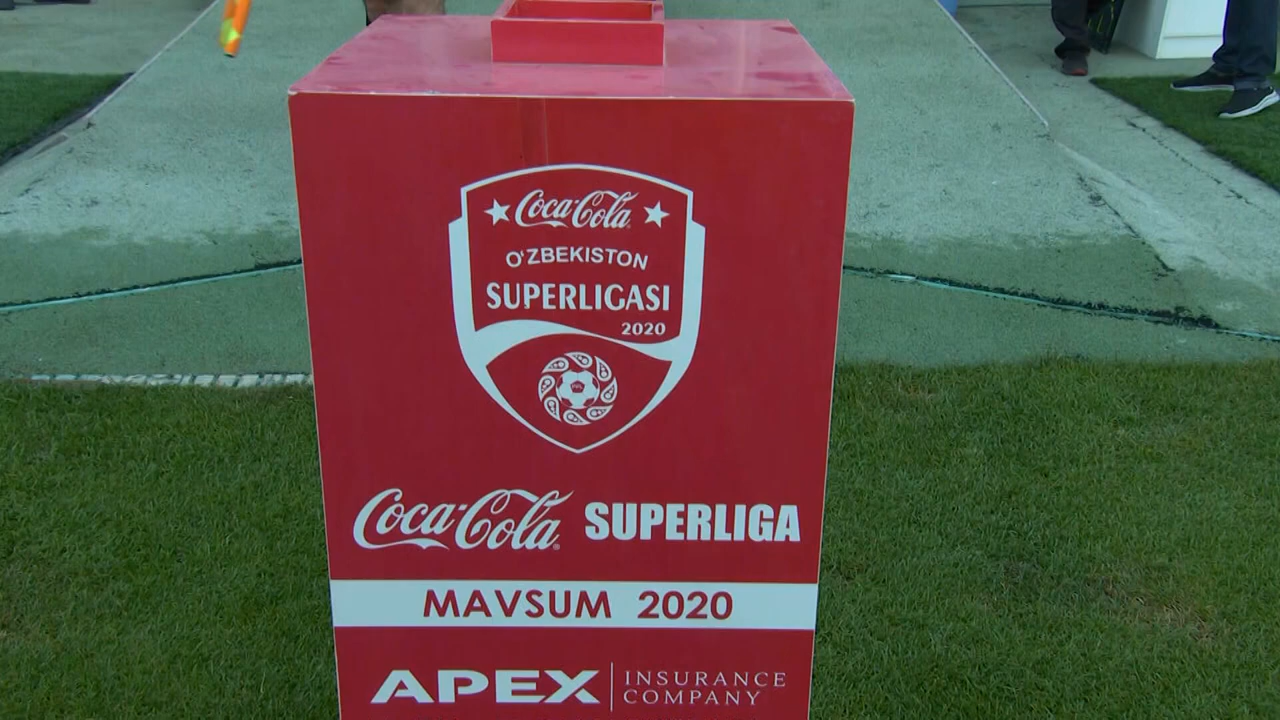 Coca-Cola
O'ZBEKISTON
SUPERLIGASI
2020
Coca-Cola SUPERLIGA
MAVSUM 2020
APEX INSURANCE
COMPANY